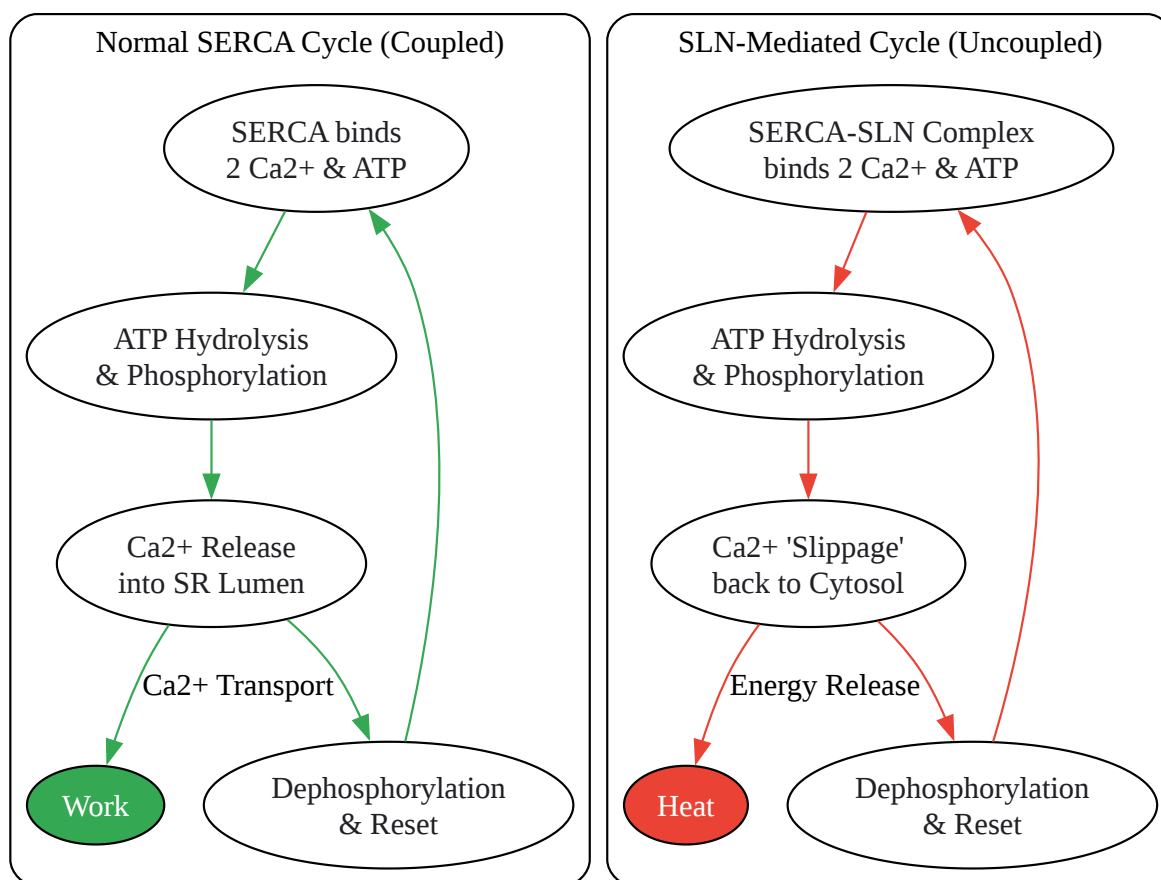 Normal SERCA Cycle (Coupled)
SERCA binds
2 Ca2+ & ATP
ATP Hydrolysis
& Phosphorylation
Ca2+ Release
into SR Lumen
Ca2+ Transport
Work
Dephosphorylation
& Reset
SLN-Mediated Cycle (Uncoupled)
SERCA-SLN Complex
binds 2 Ca2+ & ATP
ATP Hydrolysis
& Phosphorylation
Ca2+ 'Slippage'
back to Cytosol
Energy Release
Heat
Dephosphorylation
& Reset